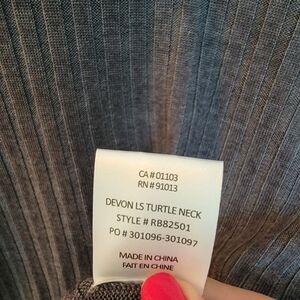 CA # 01103
RN # 91013
DEVON LS TURTLE NECK
STYLE # RB82501
PO # 301096-301097
MADE IN CHINA
FAIT EN CHINE